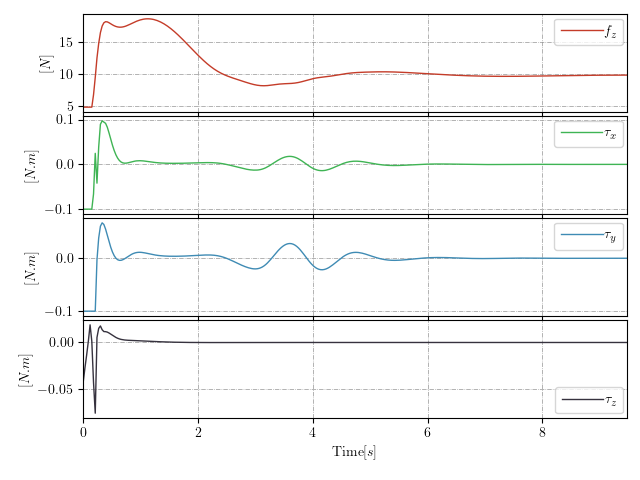 [N]
15
10
5
f_z
[N.m]
0.1
0.0
−0.1
τ_x
[N.m]
0.0
−0.1
τ_y
[N.m]
0.00
−0.05
τ_z
0 2 4 6 8
Time[s]